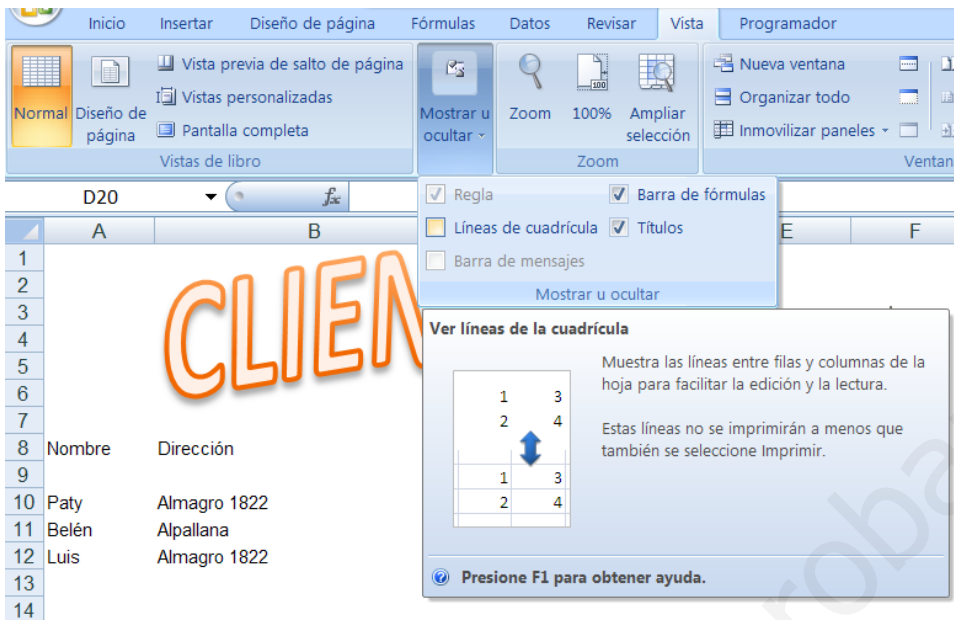 Inicio Insertar Diseño de página Fórmulas Datos Revisar Vista Programador
Normal
Diseño de
página
Vista previa de salto de página
Vistas personalizadas
Pantalla completa
Vistas de libro
Mostrar u
ocultar
Zoom
100%
Ampliar
selección
Zoom
Nueva ventana
Organizar todo
Inmovilizar paneles
D20 fx
Regla Barra de fórmulas
Líneas de cuadrícula Títulos
Barra de mensajes
Mostrar u ocultar
A B E F
1
2
3
4
5
6
7
8 Nombre Dirección
9
10 Paty Almagro 1822
11 Belén Alpallana
12 Luis Almagro 1822
13
14
Ver líneas de la cuadrícula
Muestra las líneas entre filas y columnas de la
hoja para facilitar la edición y la lectura.
Estas líneas no se imprimirán a menos que
también se seleccione Imprimir.
1 3
2 4
1 3
2 4
Presione F1 para obtener ayuda.